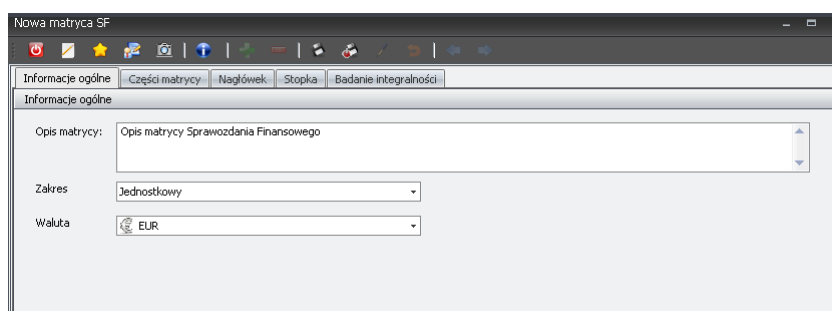 Nowa matryca SF
Informacje ogólne Części matrycy Nagłówek Stopka Badanie integralności
Informacje ogólne
Opis matrycy: Opis matrycy Sprawozdania Finansowego
Zakres Jednostkowy
Waluta EUR